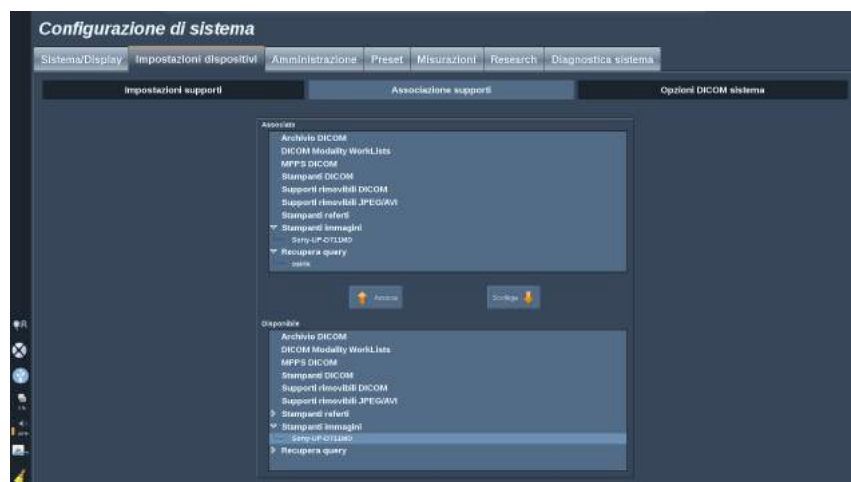 Configurazione di sistema
Sistema/Display Impostazioni dispositivi Amministrazione Preset Misurazioni Research Diagnostica sistema
Impostazioni supporti Associazione supporti Opzioni DICOM sistema
Associato
Archivio DICOM
DICOM Modality WorkLists
MPPS DICOM
Stampanti DICOM
Supporti rimovibili DICOM
Supporti rimovibili JPEG/AVI
Stampanti referti
Stampanti immagini
Sony-UP-D711MD
Recupera query
osirix
Disponibile
Archivio DICOM
DICOM Modality WorkLists
MPPS DICOM
Stampanti DICOM
Supporti rimovibili DICOM
Supporti rimovibili JPEG/AVI
Stampanti referti
Stampanti immagini
Sony-UP-D711MD
Recupera query